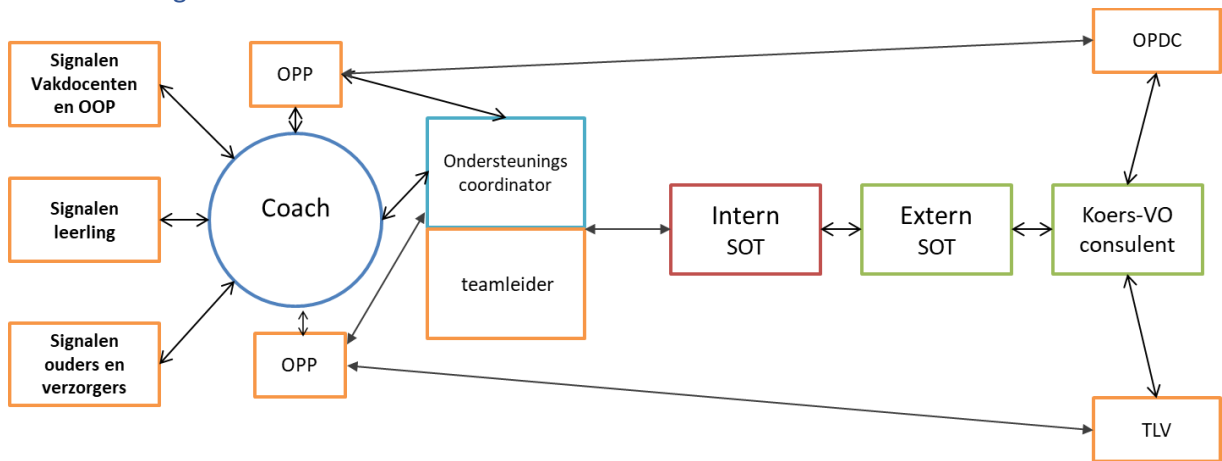 Signalen
Vakdocenten
en OOP
OPP
OPDC
Ondersteunings
coordinator
Signalen
leerling
Coach
Intern
SOT
Extern
SOT
Koers-VO
consulent
teamleider
Signalen
ouders en
verzorgers
OPP
TLV